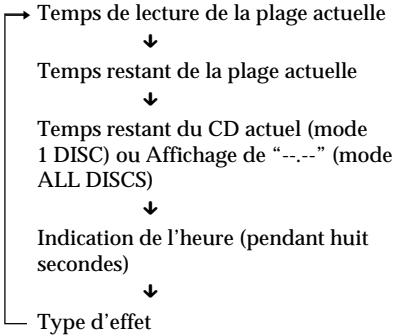 Temps de lecture de la plage actuelle
Temps restant de la plage actuelle
Temps restant du CD actuel (mode
1 DISC) ou Affichage de “--.--” (mode
ALL DISCS)
Indication de l’heure (pendant huit
secondes)
Type d’effet